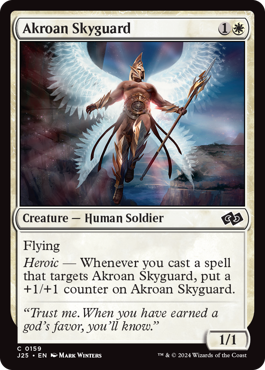 Akroan Skyguard 1
Creature — Human Soldier
Flying
Heroic — Whenever you cast a spell
that targets Akroan Skyguard, put a
+1/+1 counter on Akroan Skyguard.
“Trust me. When you have earned a
god’s favor, you’ll know.”
1/1
C 0159
J25 • EN Mark Winters
™ & © 2024 Wizards of the Coast